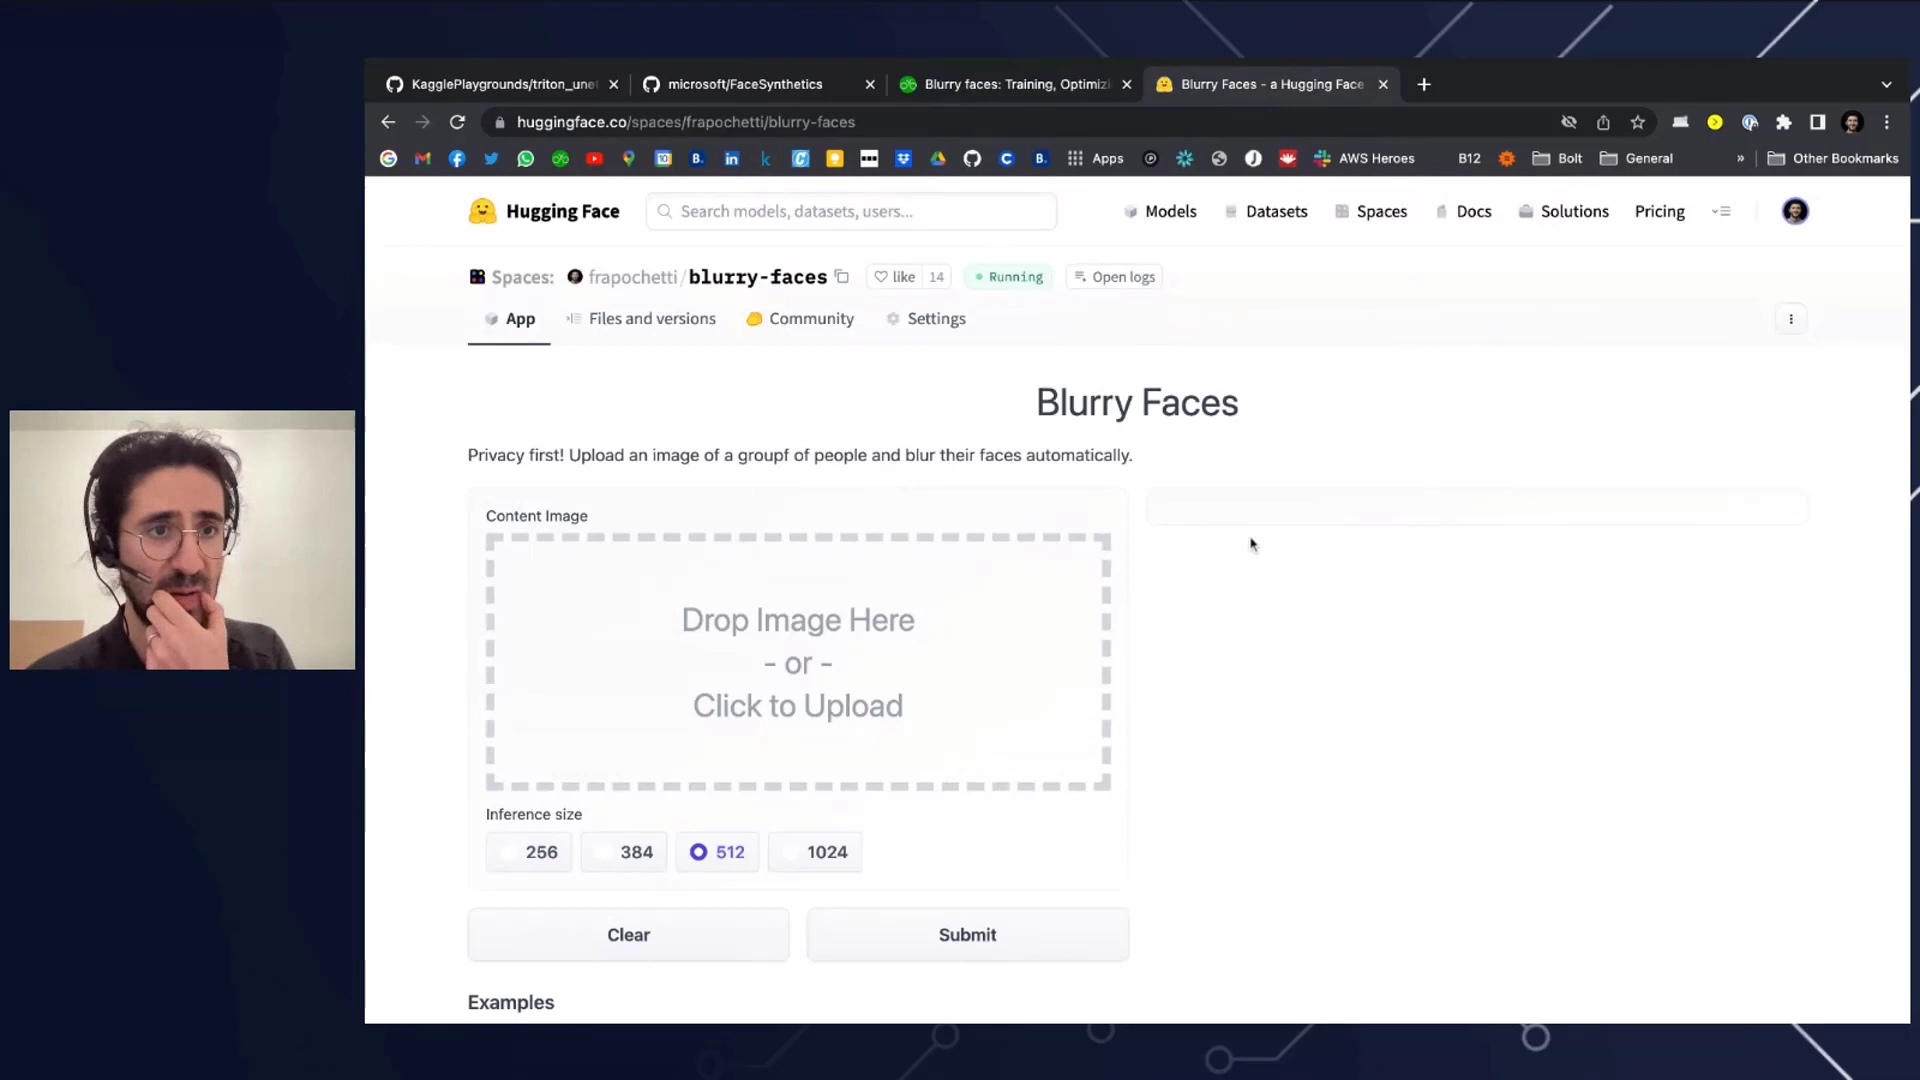 KagglePlaygrounds/triton_une
microsoft/FaceSynthetics
Blurry faces: Training, Optimizi
Blurry Faces - a Hugging Face
huggingface.co/spaces/frapochetti/blurry-faces
Apps
AWS Heroes
B12
Bolt
General
»
Other Bookmarks
Hugging Face
Search models, datasets, users...
Models
Datasets
Spaces
Docs
Solutions
Pricing
Spaces:
frapochetti/blurry-faces
like 14
Running
Open logs
App
Files and versions
Community
Settings
Blurry Faces
Privacy first! Upload an image of a groupf of people and blur their faces automatically.
Content Image
Drop Image Here
- or -
Click to Upload
Inference size
256
384
512
1024
Clear
Submit
Examples